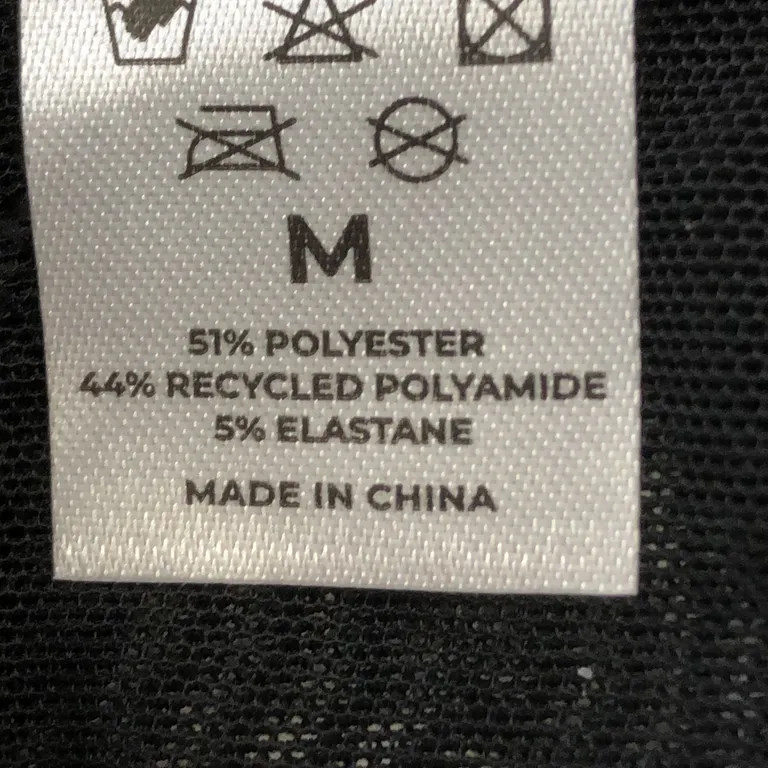 M
51% POLYESTER
44% RECYCLED POLYAMIDE
5% ELASTANE
MADE IN CHINA